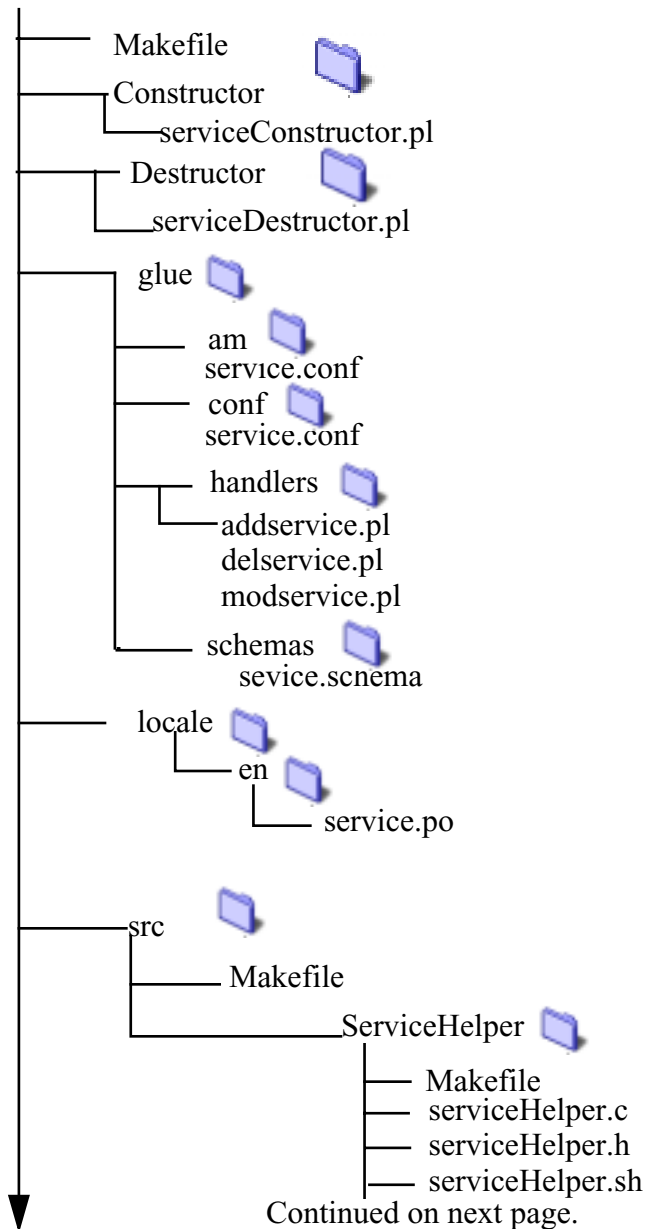 Makefile
Constructor
serviceConstructor.pl
Destructor
serviceDestructor.pl
glue
am
service.conf
conf
service.conf
handlers
addservice.pl
delservice.pl
modservice.pl
schemas
sevice.schema
locale
en
service.po
src
Makefile
ServiceHelper
Makefile
serviceHelper.c
serviceHelper.h
serviceHelper.sh
Continued on next page.